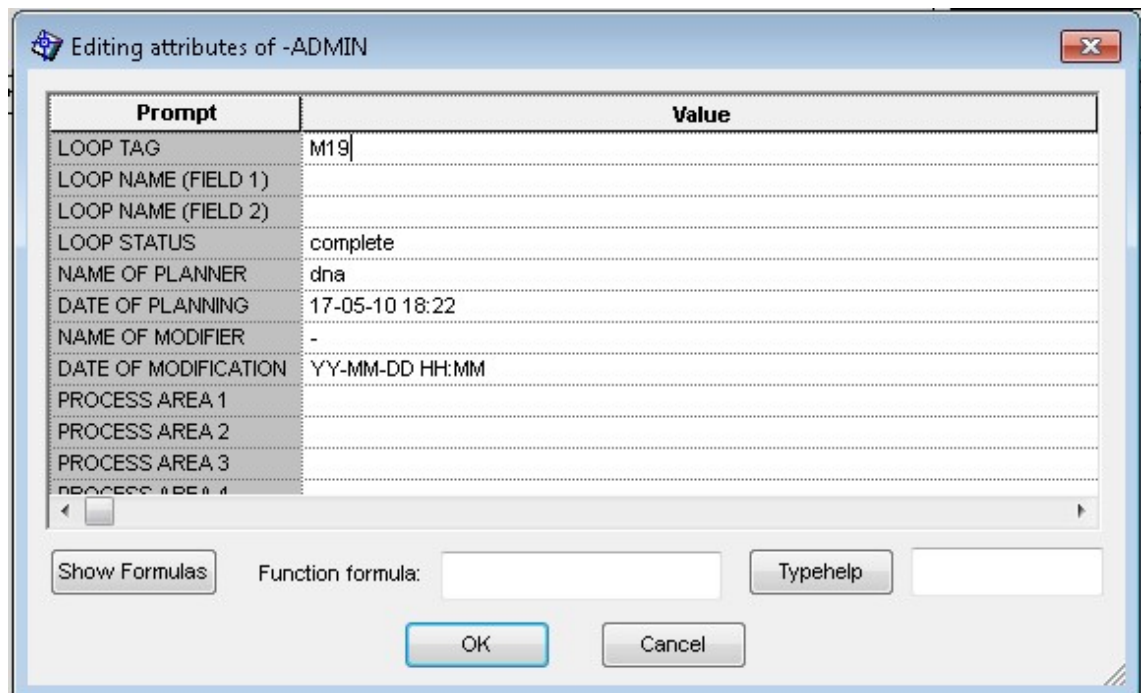 Editing attributes of -ADMIN
Prompt Value
LOOP TAG M19
LOOP NAME (FIELD 1)
LOOP NAME (FIELD 2)
LOOP STATUS complete
NAME OF PLANNER dna
DATE OF PLANNING 17-05-10 18:22
NAME OF MODIFIER -
DATE OF MODIFICATION YY-MM-DD HH:MM
PROCESS AREA 1
PROCESS AREA 2
PROCESS AREA 3
PROCESS AREA 4
Show Formulas Function formula: Typehelp
OK Cancel